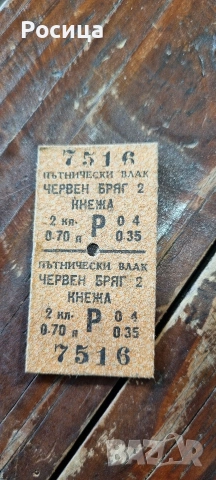 Росица
7516
ПЪТНИЧЕСКИ ВЛАК
ЧЕРВЕН БРЯГ 2
КНЕЖА
2 кл. Р 0 4
0.70 л 0.35
ПЪТНИЧЕСКИ ВЛАК
ЧЕРВЕН БРЯГ 2
КНЕЖА
2 кл. Р 0 4
0.70 л 0.35
7516
BAZAR